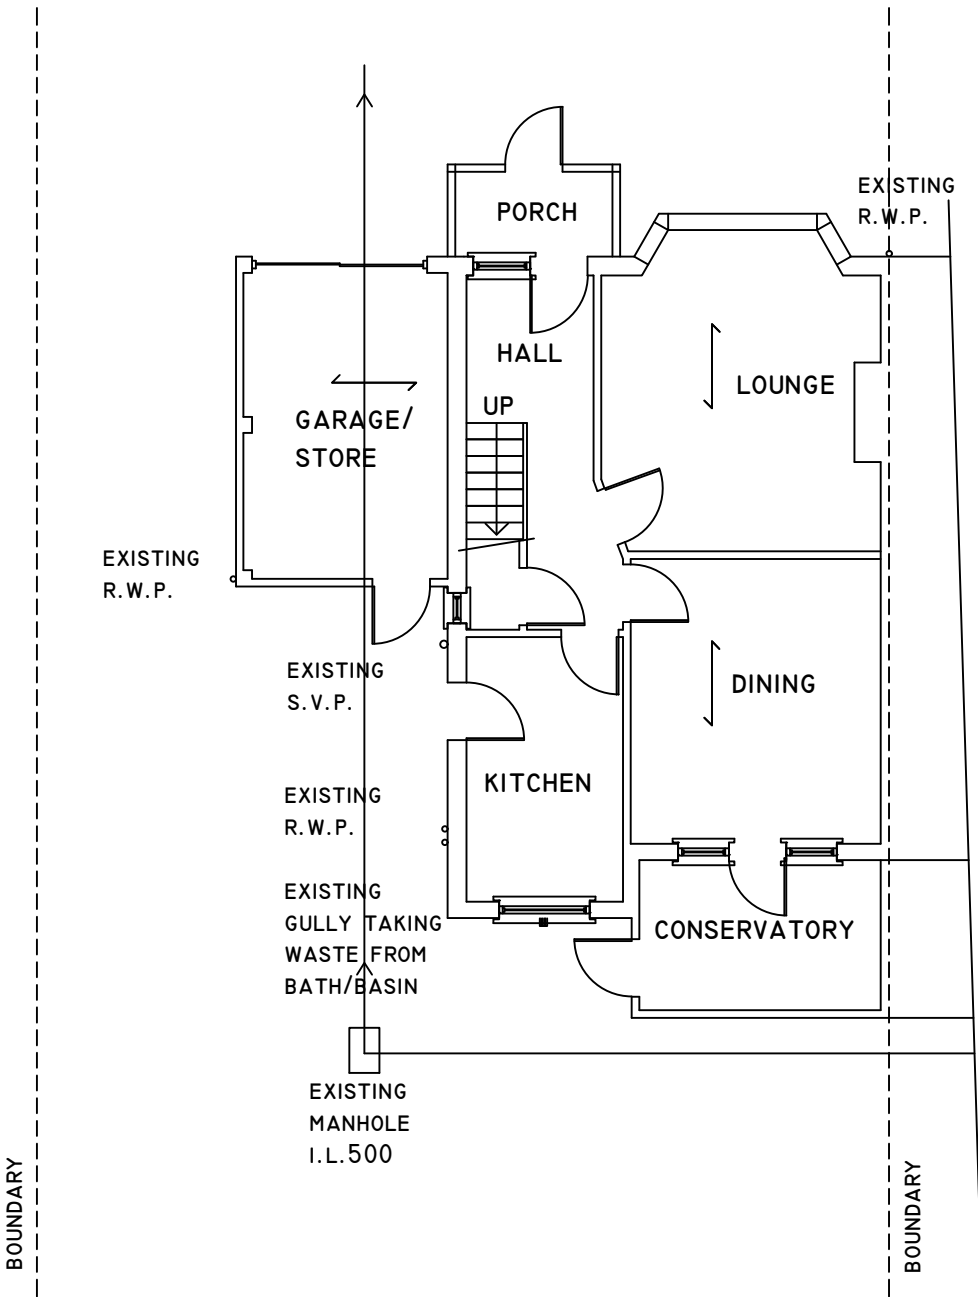 EXISTING
R.W.P.
PORCH
HALL
LOUNGE
UP
GARAGE/
STORE
EXISTING
R.W.P.
EXISTING
S.V.P.
DINING
KITCHEN
EXISTING
R.W.P.
EXISTING
GULLY TAKING
WASTE FROM
BATH/BASIN
CONSERVATORY
EXISTING
MANHOLE
I.L.500
BOUNDARY
BOUNDARY